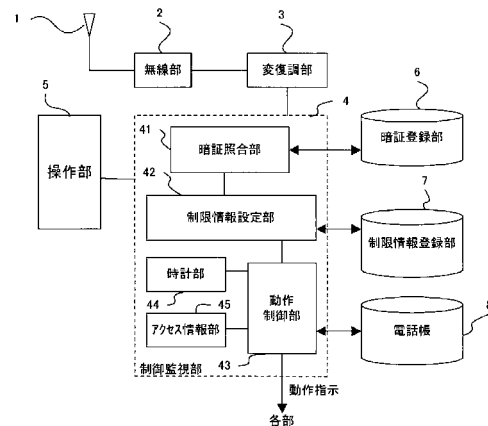 1
2
3
無線部
変復調部
5
操作部
4
6
41
暗証照合部
暗証登録部
42
制限情報設定部
7
制限情報登録部
時計部
44
45
アクセス情報部
動作
制御部
43
8
電話帳
制御監視部
動作指示
各部